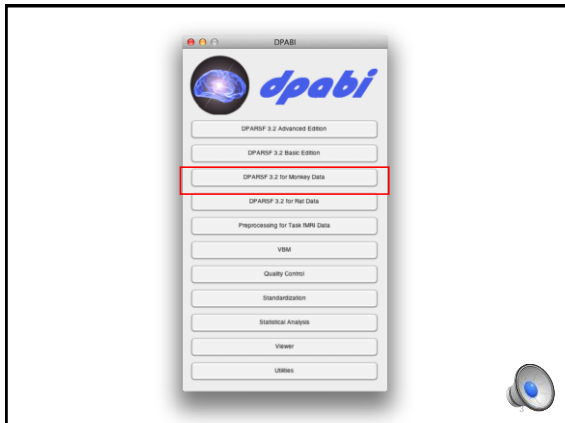 DPABI
dpabi
DPARSF 3.2 Advanced Edition
DPARSF 3.2 Basic Edition
DPARSF 3.2 for Monkey Data
DPARSF 3.2 for Rat Data
Preprocessing for Task fMRI Data
VBM
Quality Control
Standardization
Statistical Analysis
Viewer
Utilities
3